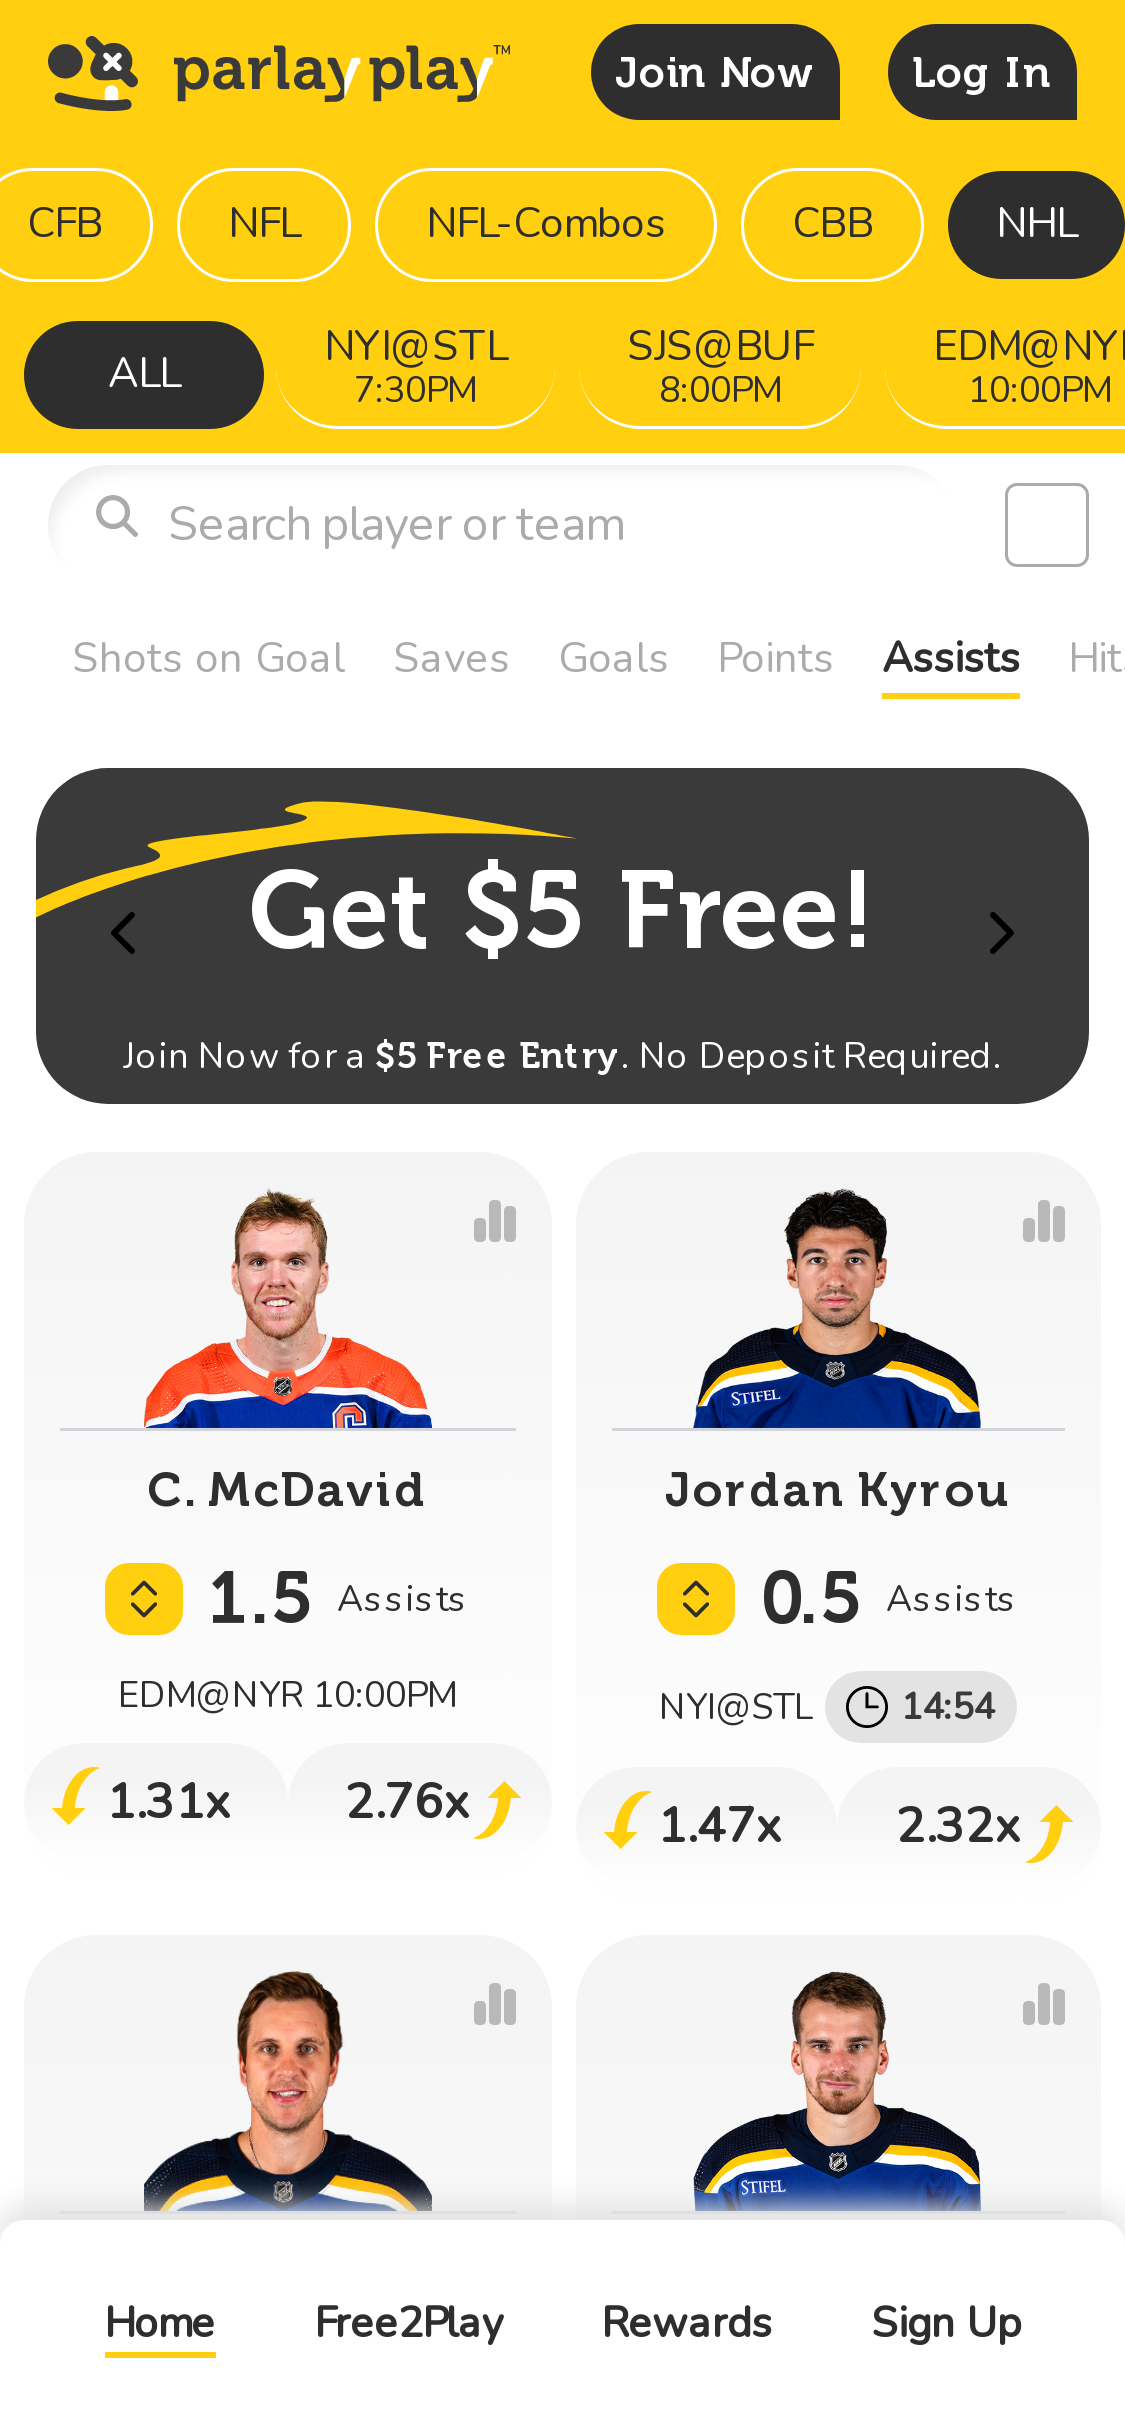 parlay play™
Join Now
Log In
CFB
NFL
NFL-Combos
CBB
NHL
ALL
NYI@STL
7:30PM
SJS@BUF
8:00PM
EDM@NY
10:00PM
Search player or team
Shots on Goal
Saves
Goals
Points
Assists
Hits
Get $5 Free!
Join Now for a $5 Free Entry. No Deposit Required.
C. McDavid
1.5 Assists
EDM@NYR 10:00PM
1.31x
2.76x
STIFEL
Jordan Kyrou
0.5 Assists
NYI@STL 14:54
1.47x
2.32x
STIFEL
Home
Free2Play
Rewards
Sign Up